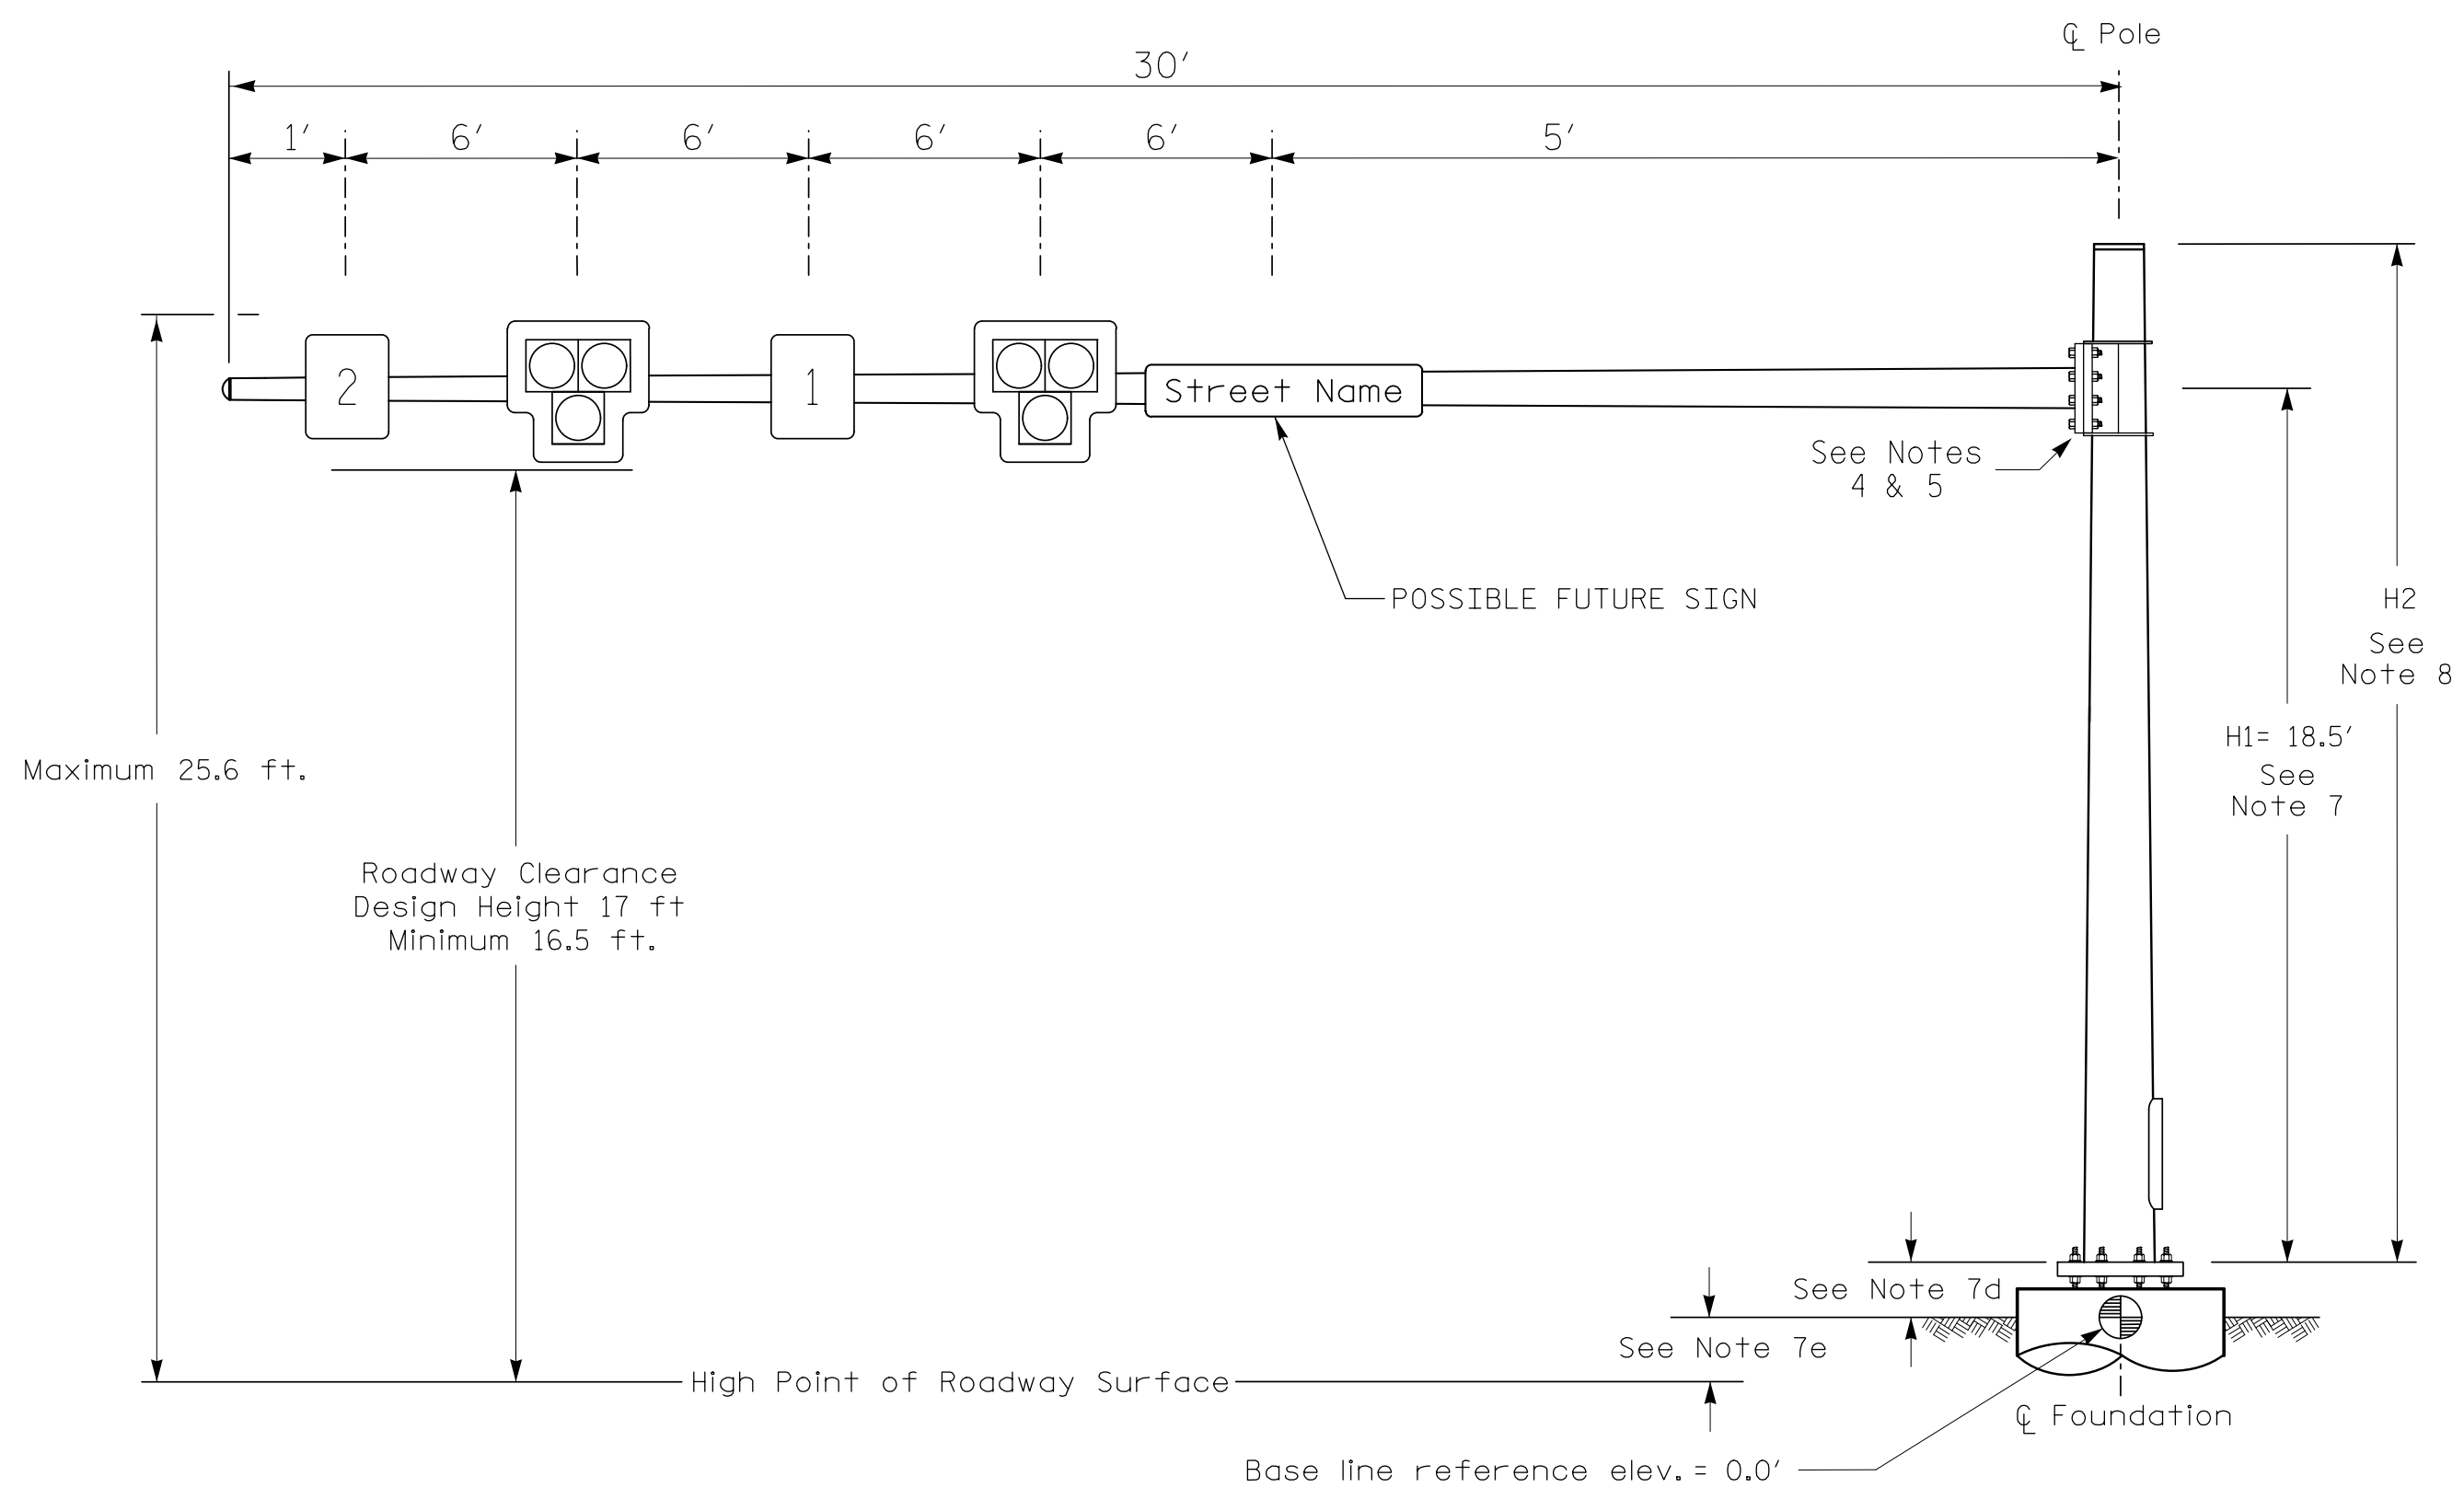 ℄ Pole
30'
1' 6' 6' 6' 6' 5'
2
1
Street Name
See Notes
4 & 5
POSSIBLE FUTURE SIGN
H2
See
Note 8
H1= 18.5'
See
Note 7
Maximum 25.6 ft.
Roadway Clearance
Design Height 17 ft
Minimum 16.5 ft.
See Note 7d
See Note 7e
High Point of Roadway Surface
℄ Foundation
Base line reference elev. = 0.0'